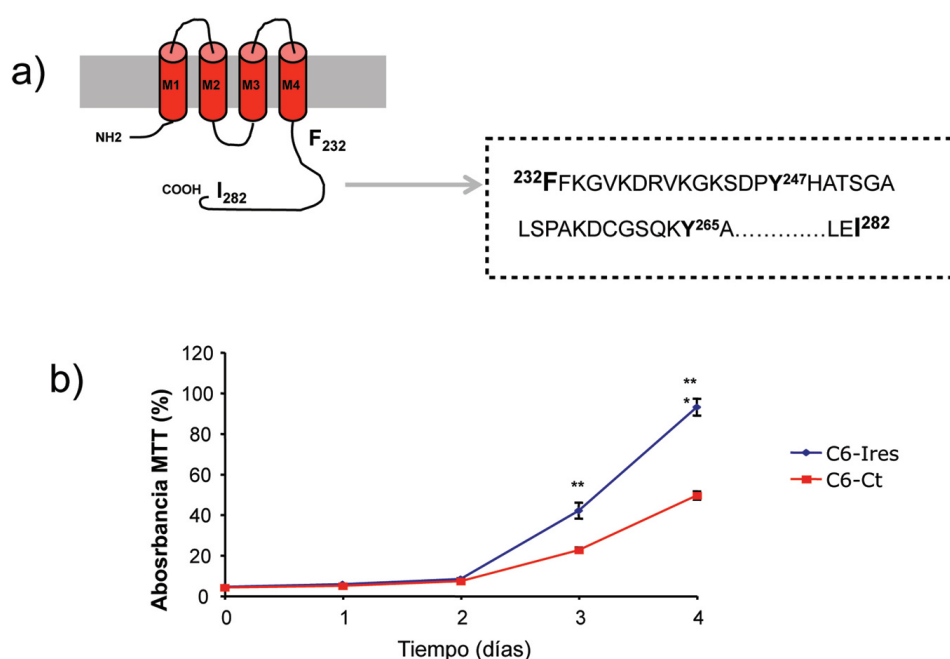 a)
M1 M2 M3 M4
NH2
F232
COOH I282
232FFKGVKDRVKGKSDPY247HATSGA
LSPAKDCGSQKY265A.............LEI282
b)
Abosrbancia MTT (%)
120
100
80
60
40
20
0
0 1 2 3 4
Tiempo (días)
**
**
*
C6-Ires
C6-Ct